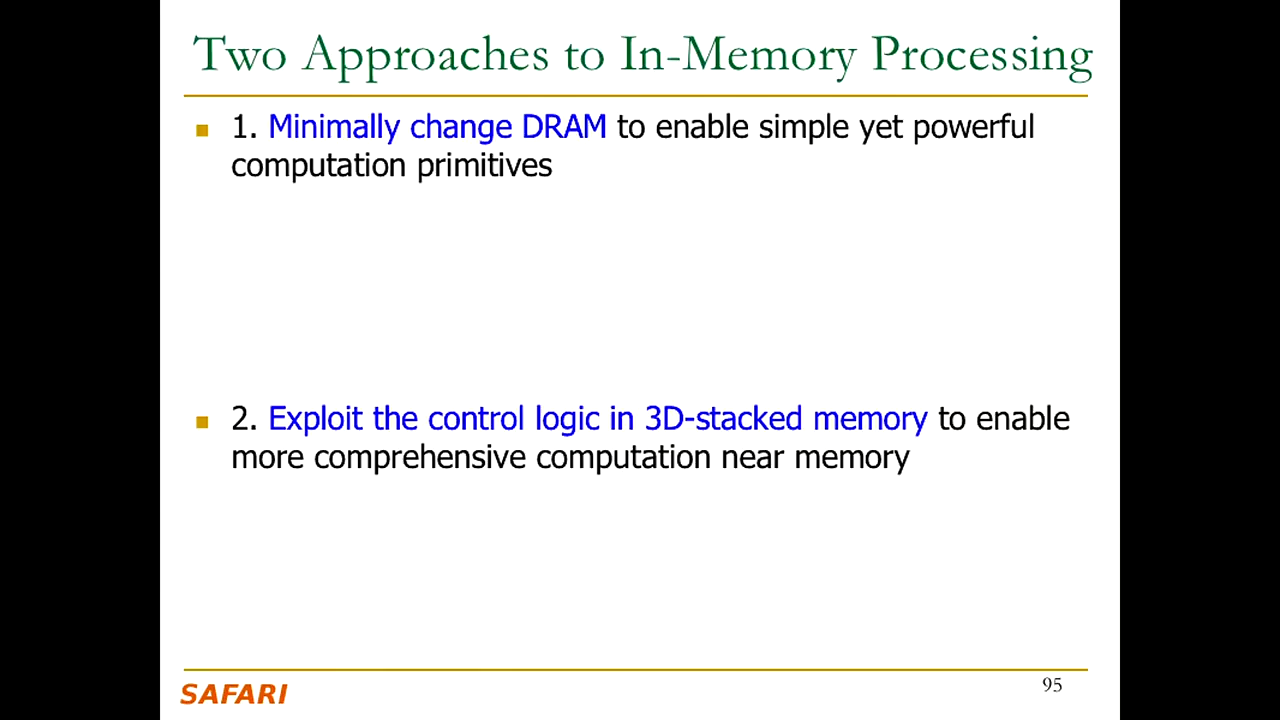 Two Approaches to In-Memory Processing
1. Minimally change DRAM to enable simple yet powerful
computation primitives
2. Exploit the control logic in 3D-stacked memory to enable
more comprehensive computation near memory
SAFARI
95